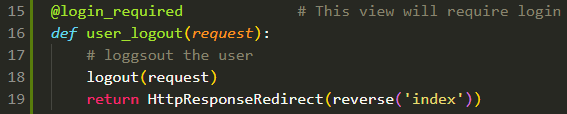 15 @login_required # This view will require login
16 def user_logout(request):
17 # loggsout the user
18 logout(request)
19 return HttpResponseRedirect(reverse('index'))